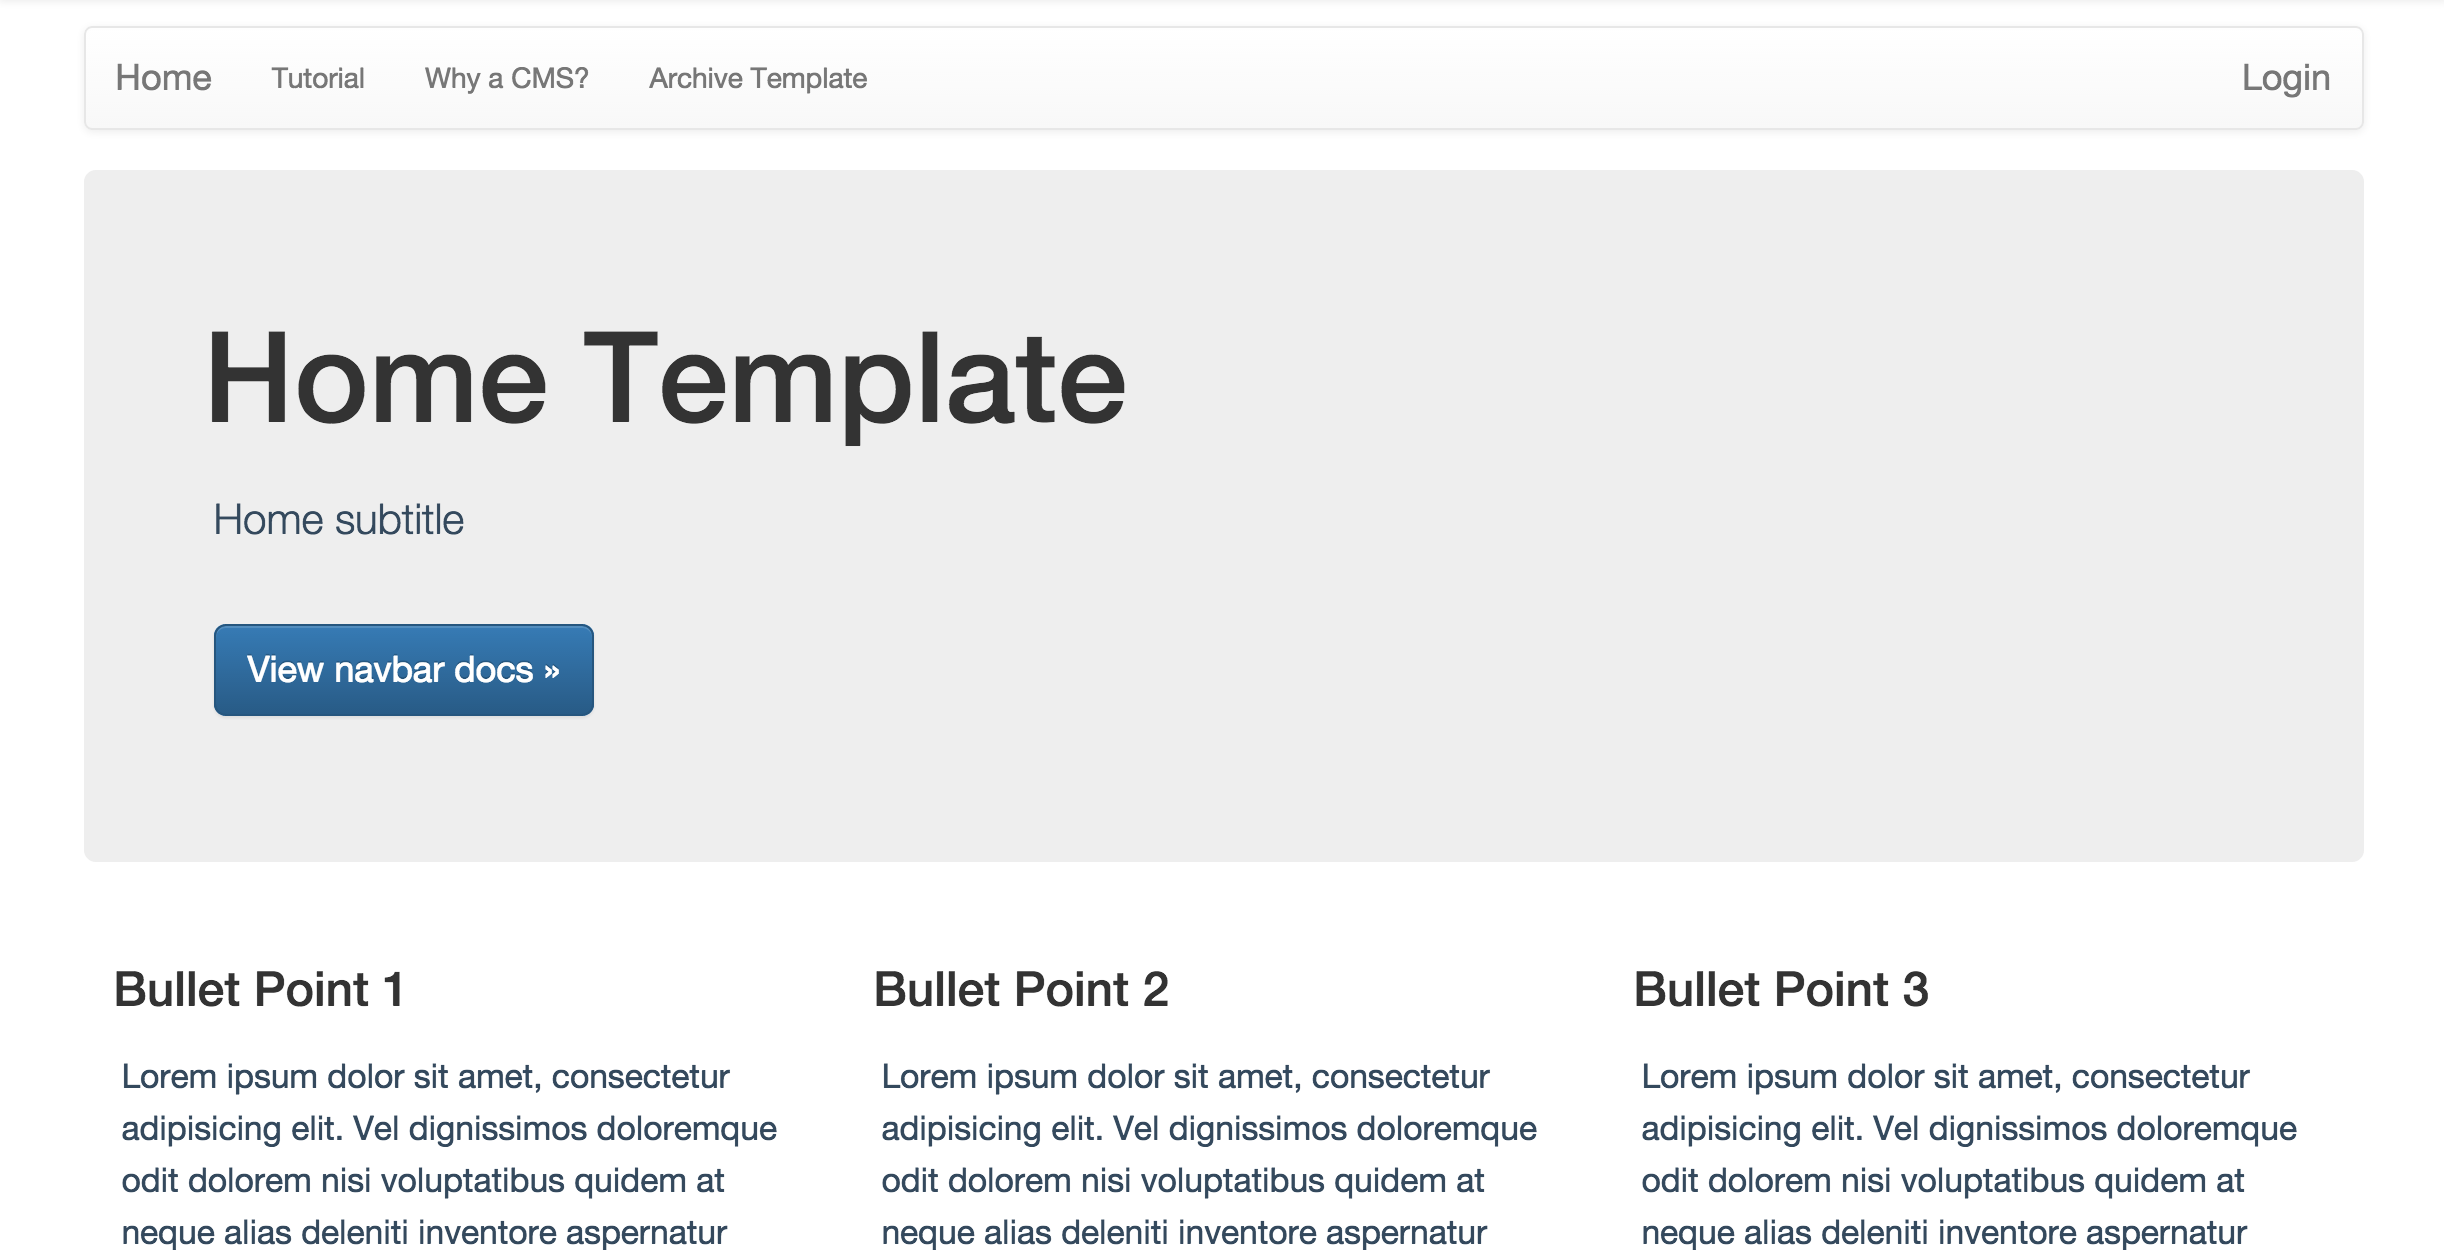 Home Tutorial Why a CMS? Archive Template Login
Home Template
Home subtitle
View navbar docs »
Bullet Point 1
Lorem ipsum dolor sit amet, consectetur
adipisicing elit. Vel dignissimos doloremque
odit dolorem nisi voluptatibus quidem at
neque alias deleniti inventore aspernatur
Bullet Point 2
Lorem ipsum dolor sit amet, consectetur
adipisicing elit. Vel dignissimos doloremque
odit dolorem nisi voluptatibus quidem at
neque alias deleniti inventore aspernatur
Bullet Point 3
Lorem ipsum dolor sit amet, consectetur
adipisicing elit. Vel dignissimos doloremque
odit dolorem nisi voluptatibus quidem at
neque alias deleniti inventore aspernatur